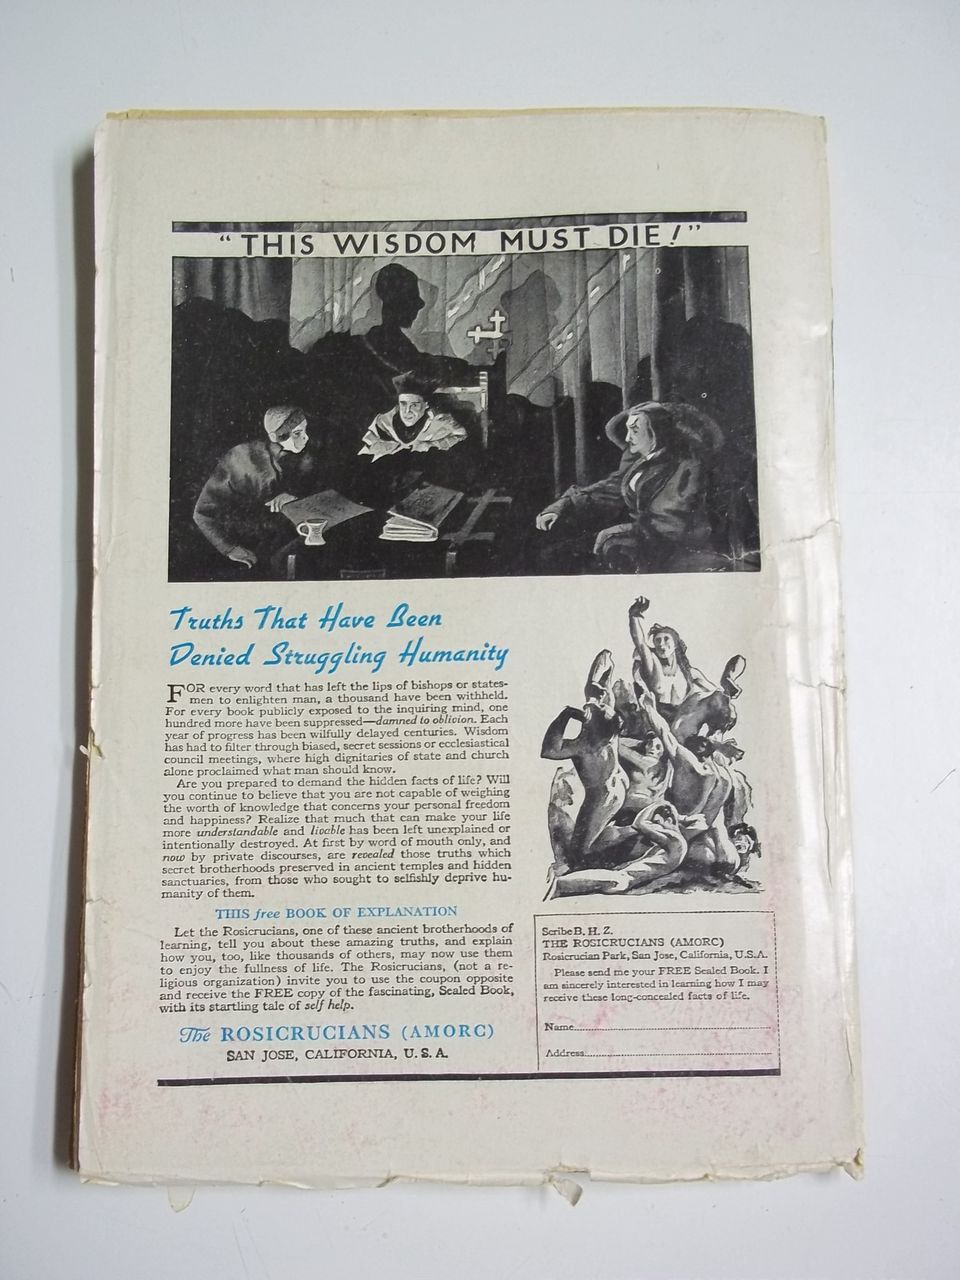 “THIS WISDOM MUST DIE!”
Truths That Have Been
Denied Struggling Humanity
FOR every word that has left the lips of bishops or states-
men to enlighten man, a thousand have been withheld.
For every book publicly exposed to the inquiring mind, one
hundred more have been suppressed—damned to oblivion. Each
year of progress has been wilfully delayed centuries. Wisdom
has had to filter through biased, secret sessions or ecclesiastical
council meetings, where high dignitaries of state and church
alone proclaimed what man should know.
Are you prepared to demand the hidden facts of life? Will
you continue to believe that you are not capable of weighing
the worth of knowledge that concerns your personal freedom
and happiness? Realize that much that can make your life
more understandable and livable has been left unexplained or
intentionally destroyed. At first by word of mouth only, and
now by private discourses, are revealed those truths which
secret brotherhoods preserved in ancient temples and hidden
sanctuaries, from those who sought to selfishly deprive hu-
manity of them.
THIS free BOOK OF EXPLANATION
Let the Rosicrucians, one of these ancient brotherhoods of
learning, tell you about these amazing truths, and explain
how you, too, like thousands of others, may now use them
to enjoy the fullness of life. The Rosicrucians, (not a re-
ligious organization) invite you to use the coupon opposite
and receive the FREE copy of the fascinating, Sealed Book,
with its startling tale of self help.
The ROSICRUCIANS (AMORC)
SAN JOSE, CALIFORNIA, U. S. A.
Scribe B. H. Z.
THE ROSICRUCIANS (AMORC)
Rosicrucian Park, San Jose, California, U.S.A.
Please send me your FREE Sealed Book. I
am sincerely interested in learning how I may
receive these long-concealed facts of life.
Name
Address